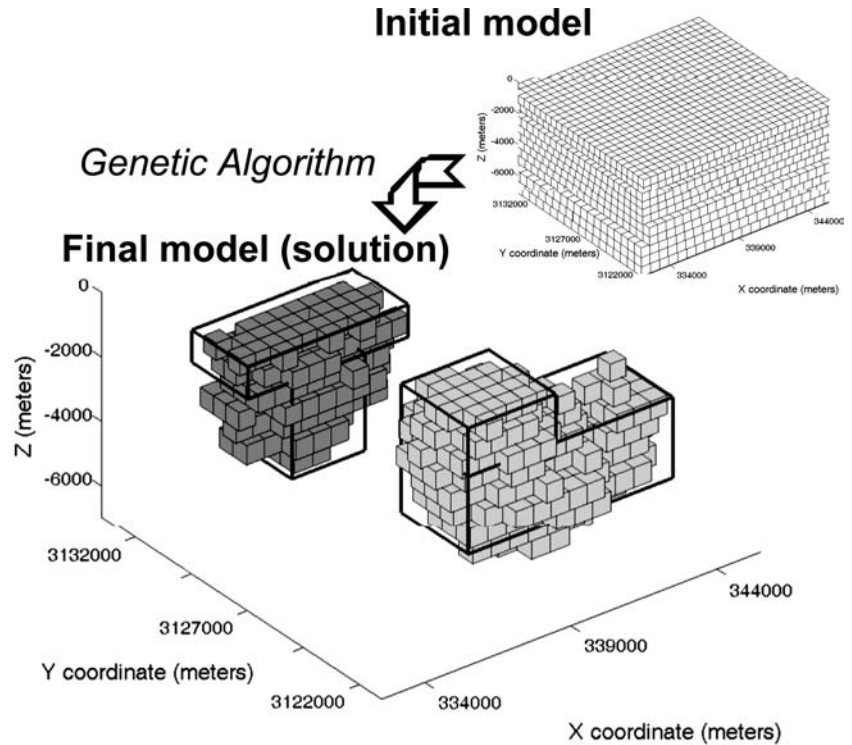 Initial model
0
-2000
-4000
-6000
Z (meters)
3132000
3127000
3122000
Y coordinate (meters)
334000
339000
344000
X coordinate (meters)
Genetic Algorithm
Final model (solution)
0
-2000
-4000
-6000
Z (meters)
3132000
3127000
3122000
Y coordinate (meters)
334000
339000
344000
X coordinate (meters)